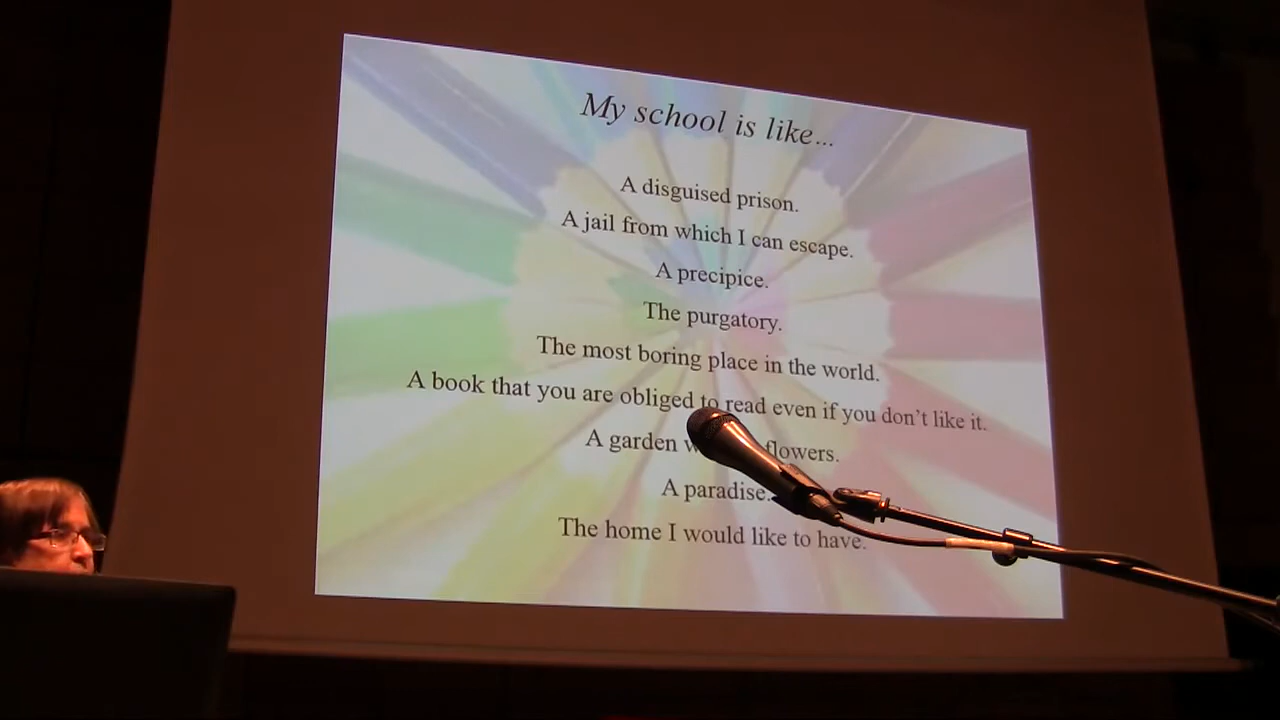 My school is like...
A disguised prison.
A jail from which I can escape.
A precipice.
The purgatory.
The most boring place in the world.
A book that you are obliged to read even if you don't like it.
A garden flowers.
A paradise.
The home I would like to have.